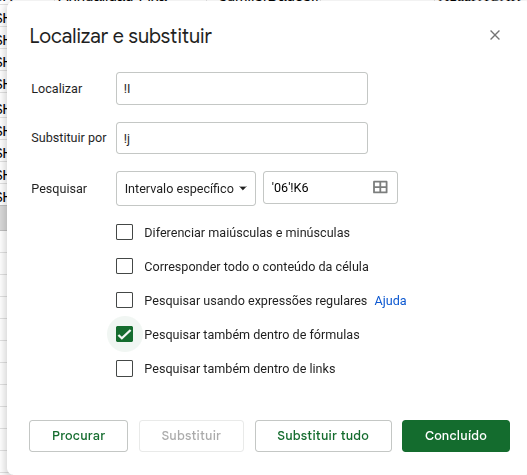 Localizar e substituir
Localizar !I
Substituir por !j
Pesquisar Intervalo específico '06'!K6
Diferenciar maiúsculas e minúsculas
Corresponder todo o conteúdo da célula
Pesquisar usando expressões regulares Ajuda
Pesquisar também dentro de fórmulas
Pesquisar também dentro de links
Procurar Substituir Substituir tudo Concluído